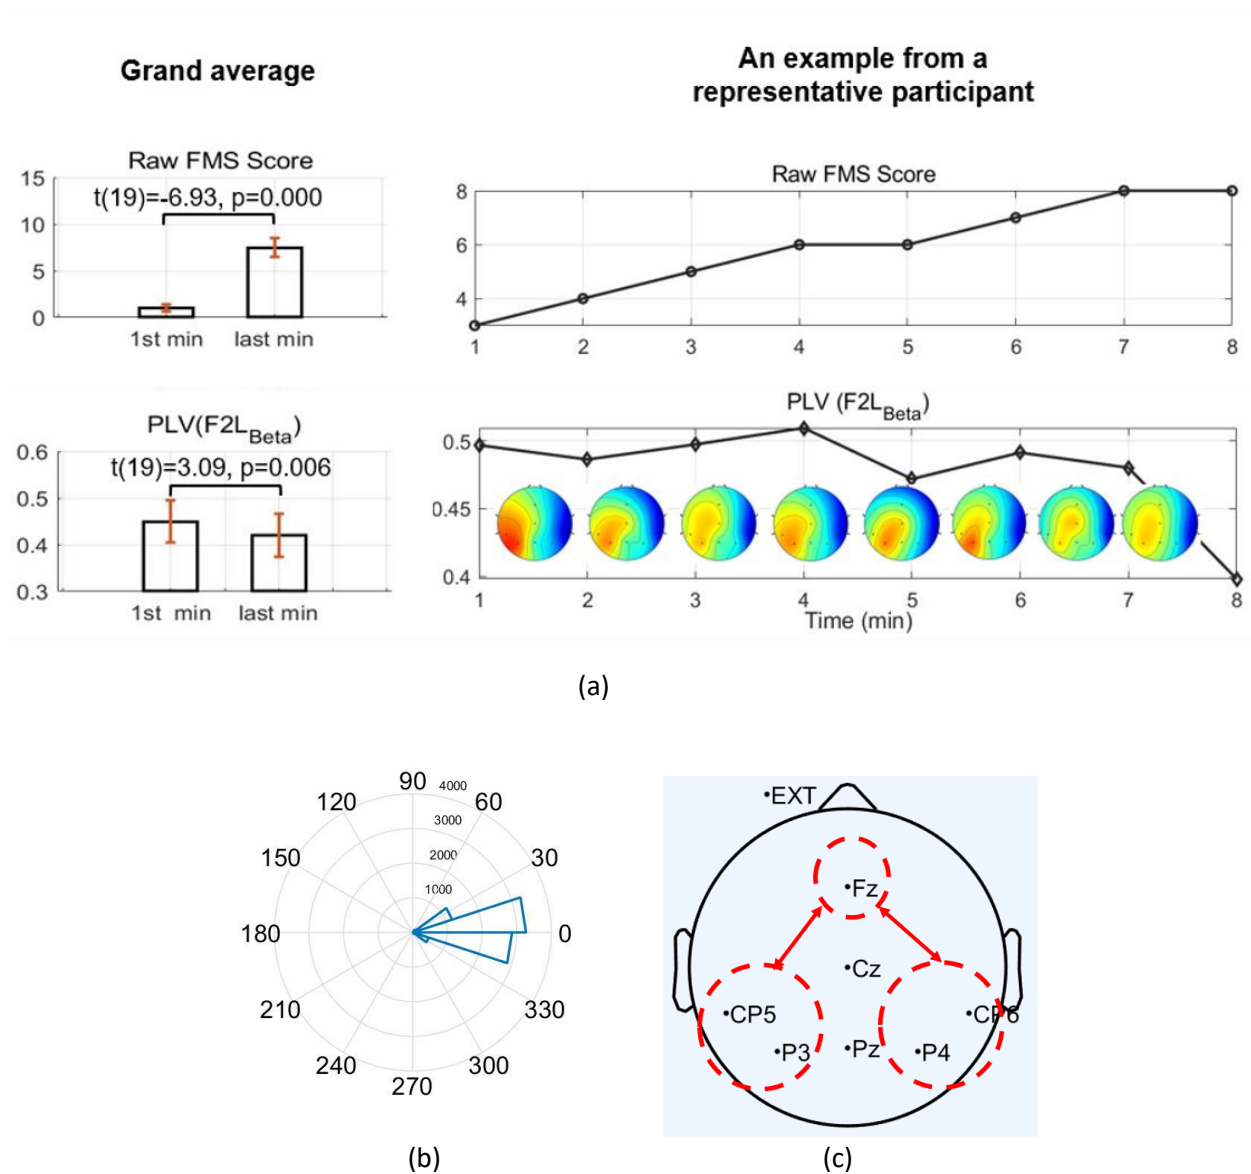 Grand average
An example from a
representative participant
Raw FMS Score
15
t(19)=-6.93, p=0.000
10
5
0
1st min last min
Raw FMS Score
8
6
4
1 2 3 4 5 6 7 8
PLV(F2L_Beta)
0.6
t(19)=3.09, p=0.006
0.5
0.4
0.3
1st min last min
PLV (F2L_Beta)
0.5
0.45
0.4
1 2 3 4 5 6 7 8
Time (min)
(a)
90
4000
120
60
3000
150
2000
30
1000
180
0
210
330
240
300
270
(b)
EXT
Fz
Cz
CP5
CP6
P3
Pz
P4
(c)